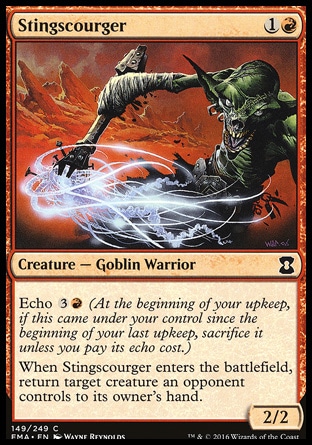 Stingscourger 1
Creature — Goblin Warrior
Echo 3 (At the beginning of your upkeep,
if this came under your control since the
beginning of your last upkeep, sacrifice it
unless you pay its echo cost.)
When Stingscourger enters the battlefield,
return target creature an opponent
controls to its owner's hand.
2/2
149/249 C
EMA • EN WAYNE REYNOLDS
™ & © 2016 Wizards of the Coast